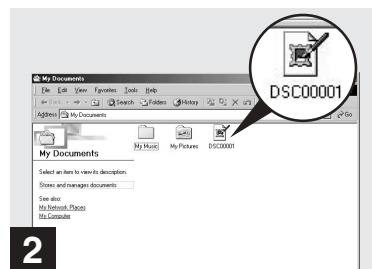 My Documents
File Edit View Favorites Tools Help
Back Search Folders History
Address My Documents Go
My Documents
My Music My Pictures DSC00001
Select an item to view its description.
Stores and manages documents
See also:
My Network Places
My Computer
DSC00001
2